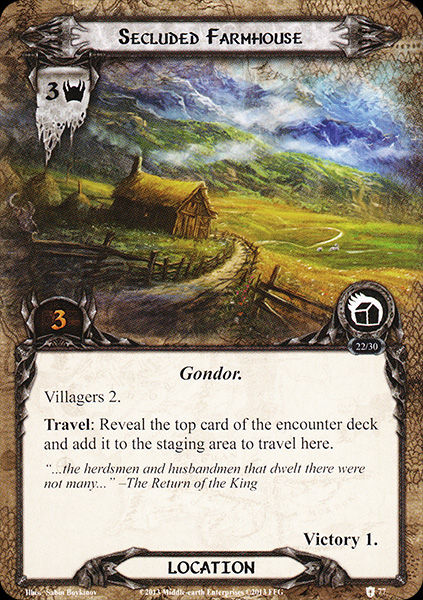 SECLUDED FARMHOUSE
3
3
22/30
Gondor.
Villagers 2.
Travel: Reveal the top card of the encounter deck
and add it to the staging area to travel here.
“...the herdsmen and husbandmen that dwelt there were
not many...” –The Return of the King
Victory 1.
LOCATION
Illus. Sabin Boykinov ©2013 Middle-earth Enterprises ©2013 FFG 77